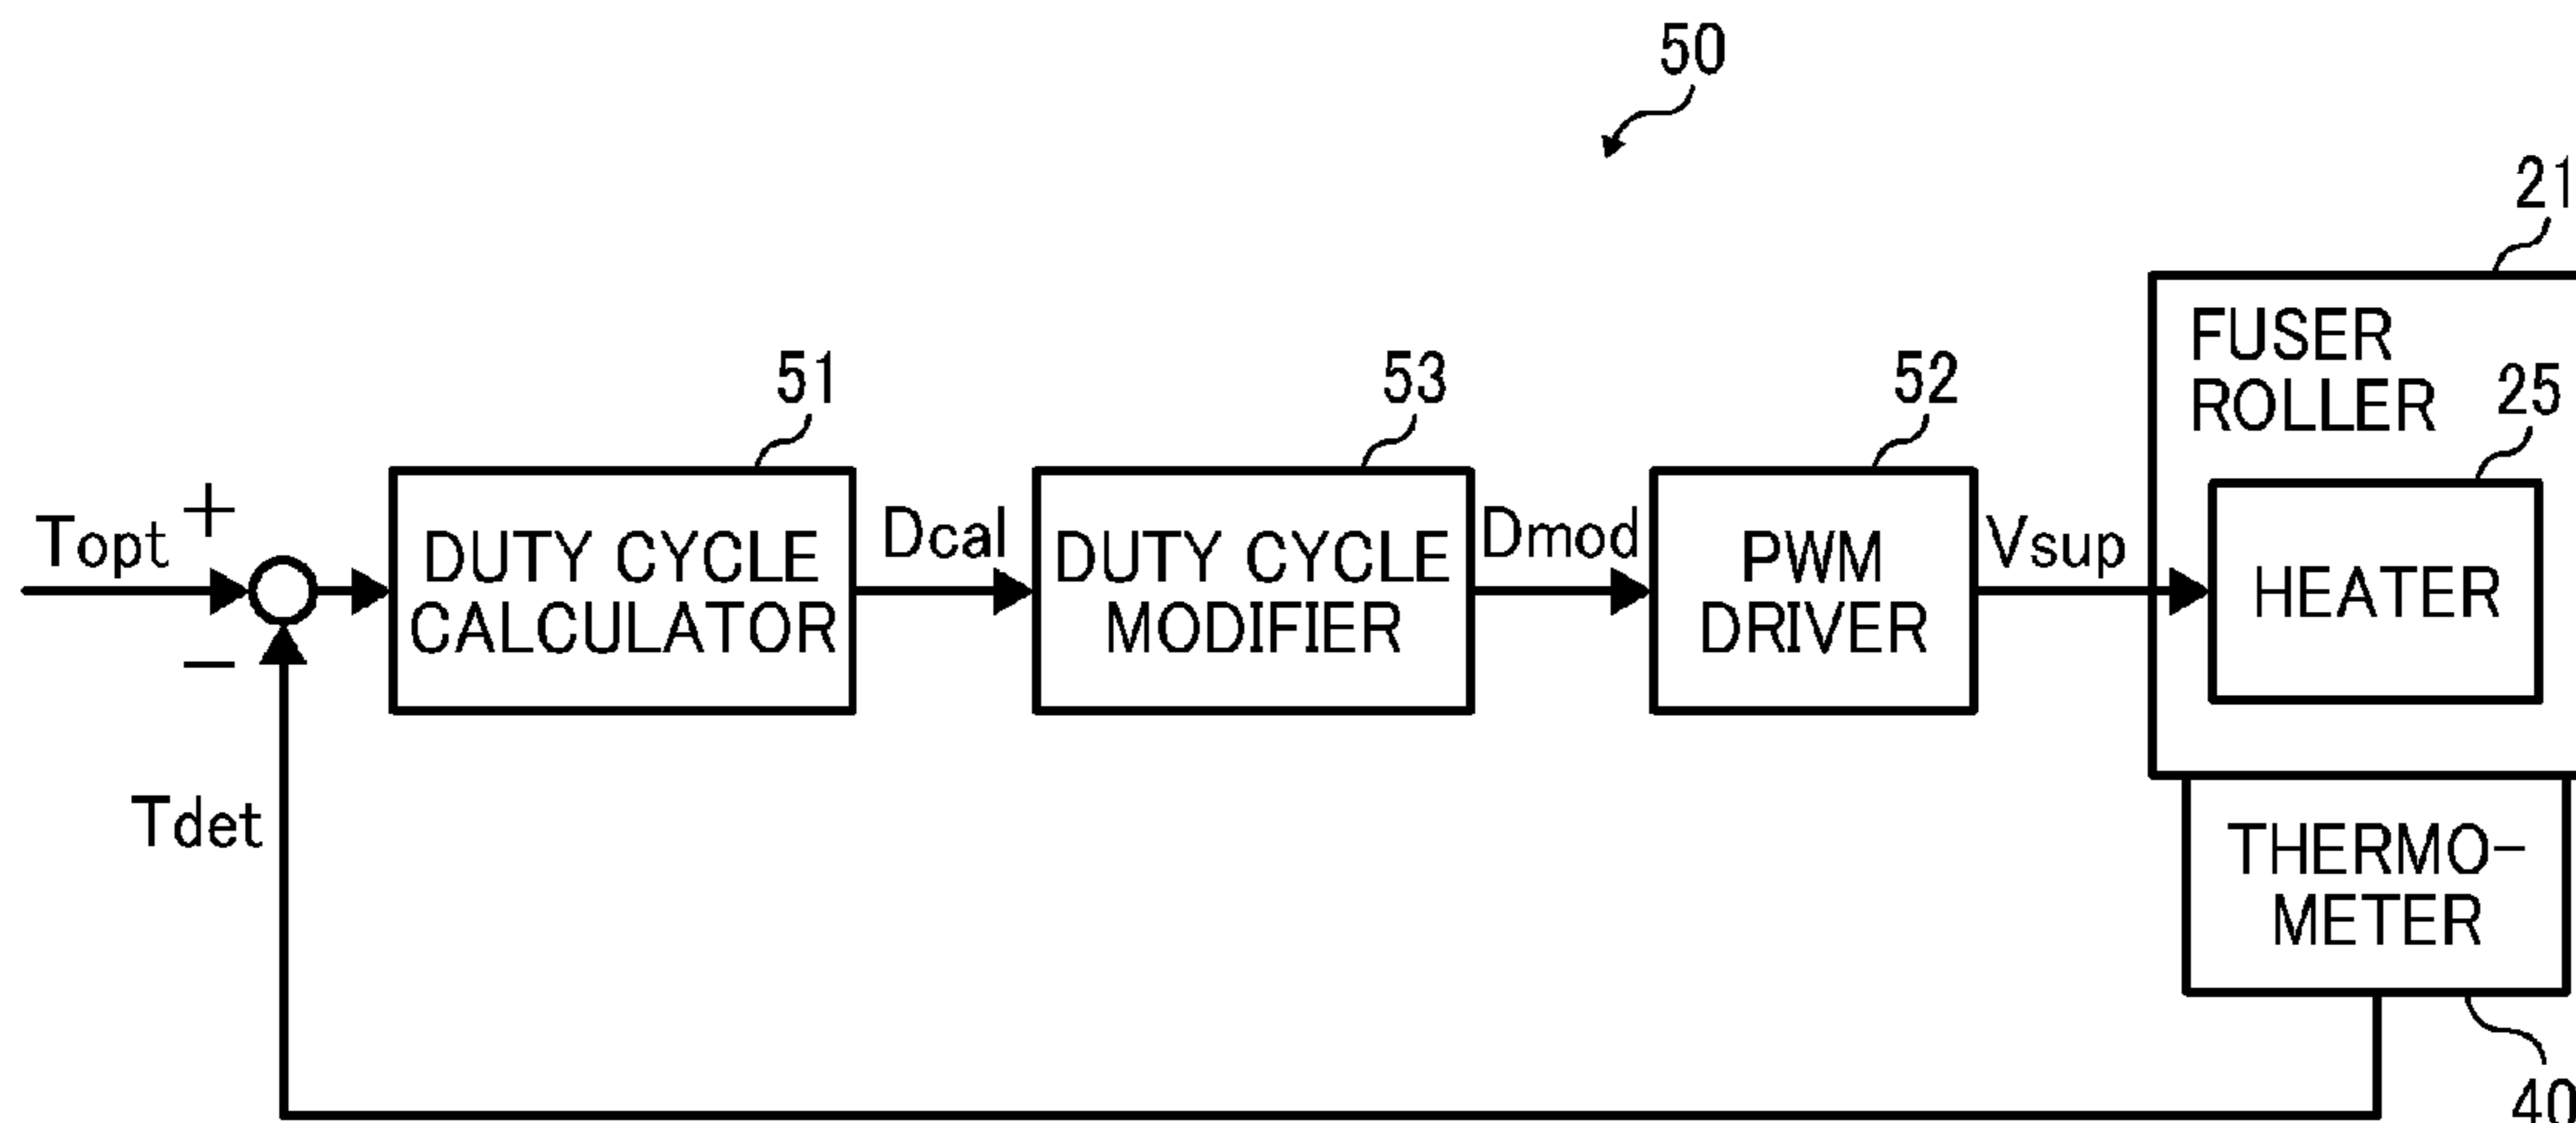 50
21
FUSER
ROLLER
25
51
53
52
Topt
+
DUTY CYCLE
CALCULATOR
Dcal
DUTY CYCLE
MODIFIER
Dmod
PWM
DRIVER
Vsup
HEATER
−
Tdet
THERMO-
METER
40